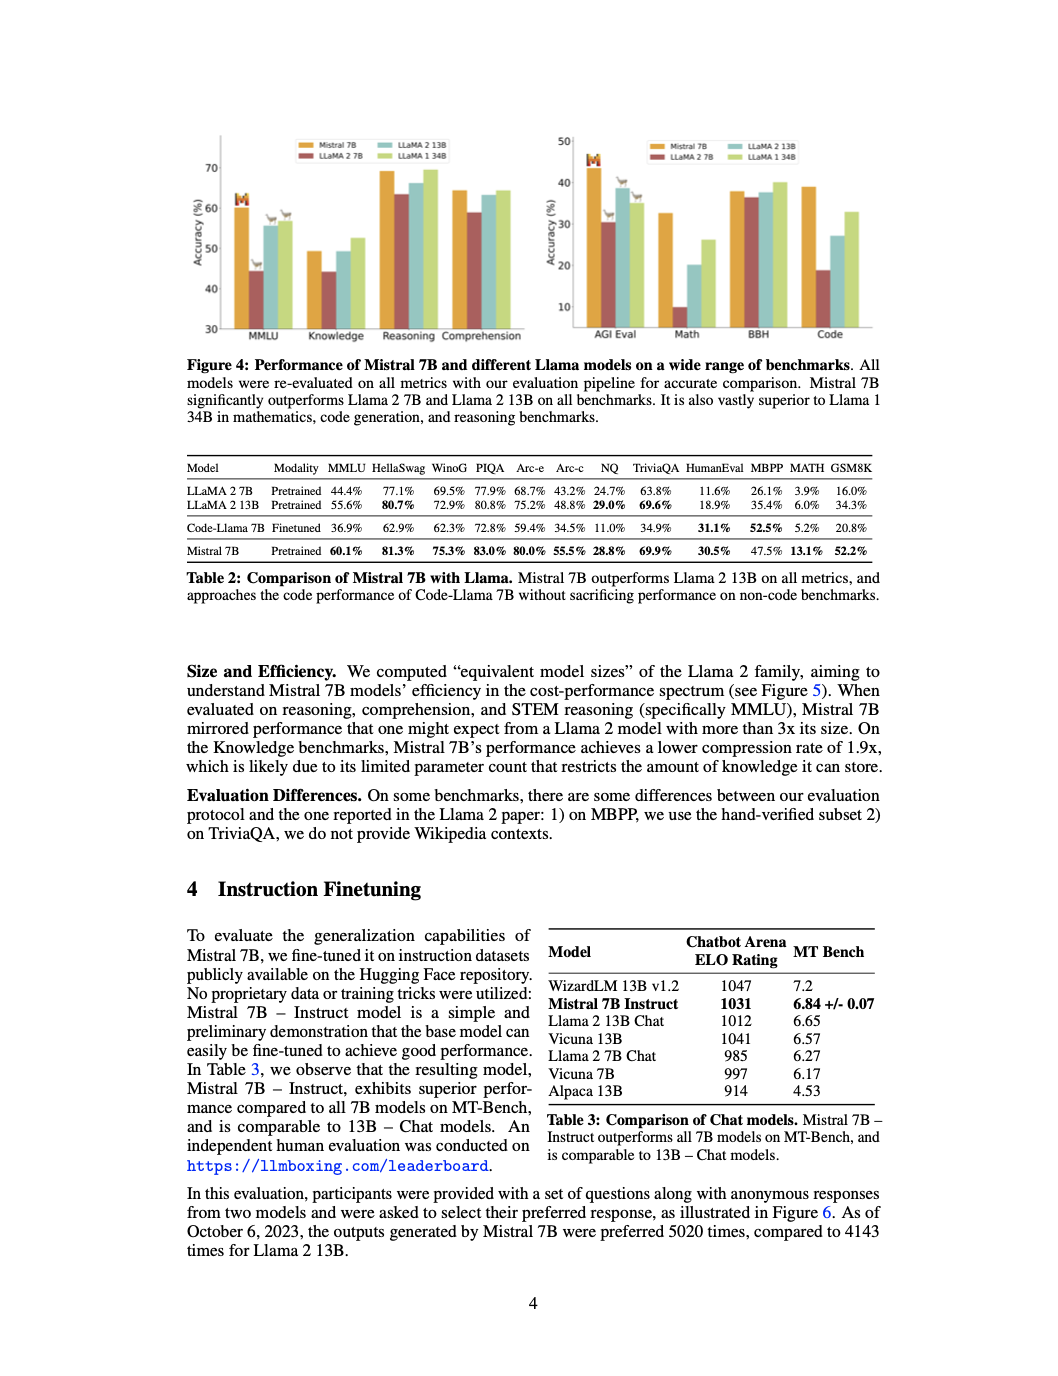 Mistral 7B
LLaMA 2 7B
LLaMA 2 13B
LLaMA 1 34B
Accuracy (%)
70
60
50
40
30
MMLU Knowledge Reasoning Comprehension
Mistral 7B
LLaMA 2 7B
LLaMA 2 13B
LLaMA 1 34B
Accuracy (%)
50
40
30
20
10
AGI Eval Math BBH Code
Figure 4: Performance of Mistral 7B and different Llama models on a wide range of benchmarks. All
models were re-evaluated on all metrics with our evaluation pipeline for accurate comparison. Mistral 7B
significantly outperforms Llama 2 7B and Llama 2 13B on all benchmarks. It is also vastly superior to Llama 1
34B in mathematics, code generation, and reasoning benchmarks.
Model Modality MMLU HellaSwag WinoG PIQA Arc-e Arc-c NQ TriviaQA HumanEval MBPP MATH GSM8K
LLaMA 2 7B Pretrained 44.4% 77.1% 69.5% 77.9% 68.7% 43.2% 24.7% 63.8% 11.6% 26.1% 3.9% 16.0%
LLaMA 2 13B Pretrained 55.6% 80.7% 72.9% 80.8% 75.2% 48.8% 29.0% 69.6% 18.9% 35.4% 6.0% 34.3%
Code-Llama 7B Finetuned 36.9% 62.9% 62.3% 72.8% 59.4% 34.5% 11.0% 34.9% 31.1% 52.5% 5.2% 20.8%
Mistral 7B Pretrained 60.1% 81.3% 75.3% 83.0% 80.0% 55.5% 28.8% 69.9% 30.5% 47.5% 13.1% 52.2%
Table 2: Comparison of Mistral 7B with Llama. Mistral 7B outperforms Llama 2 13B on all metrics, and
approaches the code performance of Code-Llama 7B without sacrificing performance on non-code benchmarks.
Size and Efficiency. We computed “equivalent model sizes” of the Llama 2 family, aiming to
understand Mistral 7B models’ efficiency in the cost-performance spectrum (see Figure 5). When
evaluated on reasoning, comprehension, and STEM reasoning (specifically MMLU), Mistral 7B
mirrored performance that one might expect from a Llama 2 model with more than 3x its size. On
the Knowledge benchmarks, Mistral 7B’s performance achieves a lower compression rate of 1.9x,
which is likely due to its limited parameter count that restricts the amount of knowledge it can store.
Evaluation Differences. On some benchmarks, there are some differences between our evaluation
protocol and the one reported in the Llama 2 paper: 1) on MBPP, we use the hand-verified subset 2)
on TriviaQA, we do not provide Wikipedia contexts.
4 Instruction Finetuning
To evaluate the generalization capabilities of
Mistral 7B, we fine-tuned it on instruction datasets
publicly available on the Hugging Face repository.
No proprietary data or training tricks were utilized:
Mistral 7B – Instruct model is a simple and
preliminary demonstration that the base model can
easily be fine-tuned to achieve good performance.
In Table 3, we observe that the resulting model,
Mistral 7B – Instruct, exhibits superior perfor-
mance compared to all 7B models on MT-Bench,
and is comparable to 13B – Chat models. An
independent human evaluation was conducted on
https://llmboxing.com/leaderboard.
Model Chatbot Arena ELO Rating MT Bench
WizardLM 13B v1.2 1047 7.2
Mistral 7B Instruct 1031 6.84 +/- 0.07
Llama 2 13B Chat 1012 6.65
Vicuna 13B 1041 6.57
Llama 2 7B Chat 985 6.27
Vicuna 7B 997 6.17
Alpaca 13B 914 4.53
Table 3: Comparison of Chat models. Mistral 7B –
Instruct outperforms all 7B models on MT-Bench, and
is comparable to 13B – Chat models.
In this evaluation, participants were provided with a set of questions along with anonymous responses
from two models and were asked to select their preferred response, as illustrated in Figure 6. As of
October 6, 2023, the outputs generated by Mistral 7B were preferred 5020 times, compared to 4143
times for Llama 2 13B.
4